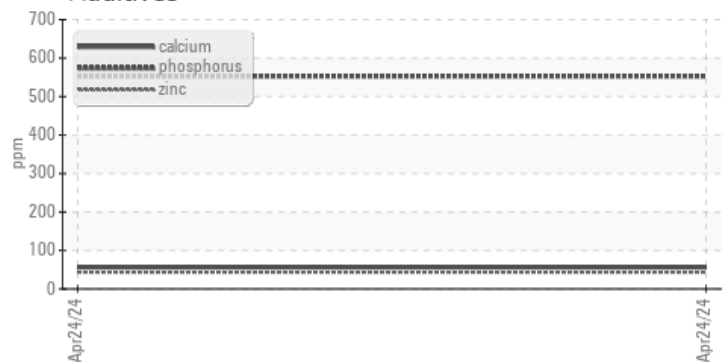 Additives
700
600
500
400
300
200
100
0
ppm
calcium
phosphorus
zinc
Apr24/24
Apr24/24